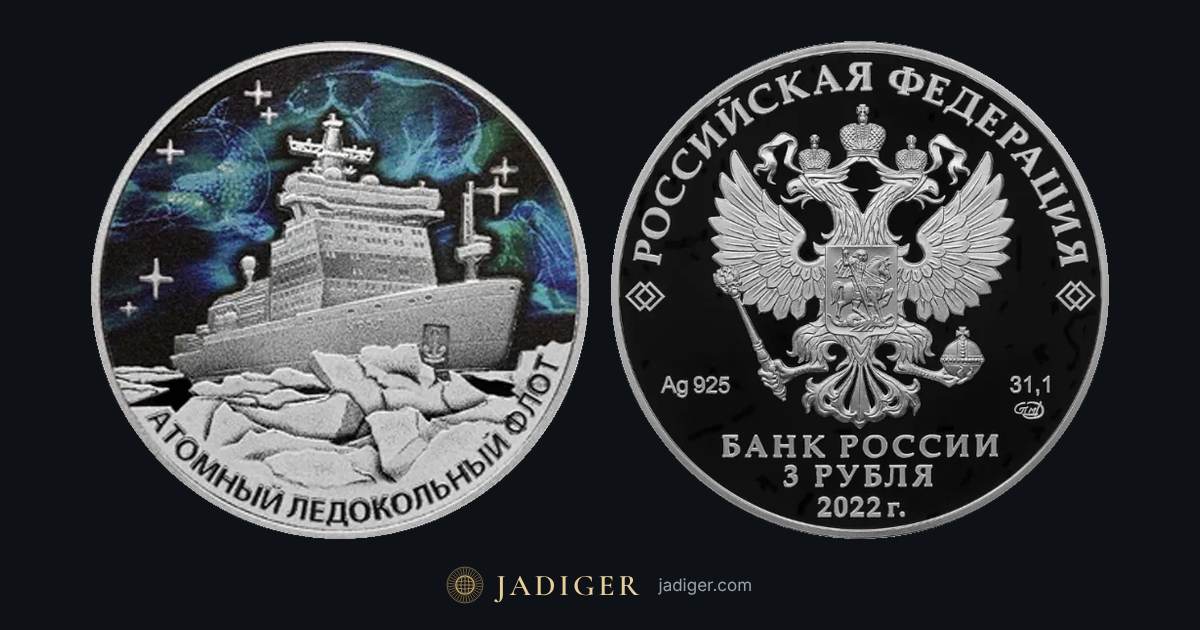 АТОМНЫЙ ЛЕДОКОЛЬНЫЙ ФЛОТ
РОССИЙСКАЯ ФЕДЕРАЦИЯ
Ag 925
31,1
БАНК РОССИИ
3 РУБЛЯ
2022 г.
JADIGER
jadiger.com